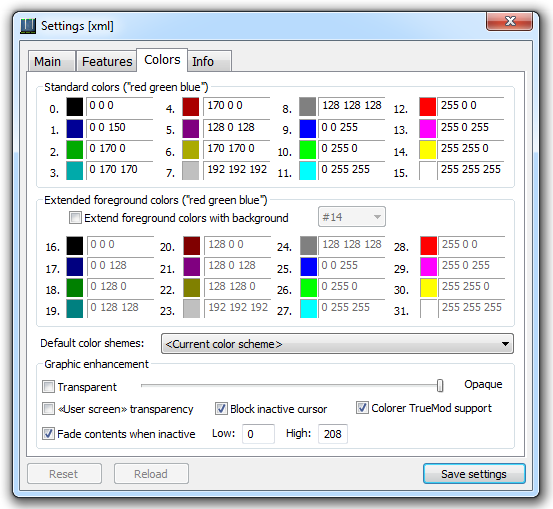 Settings [xml]
Main Features Colors Info
Standard colors ("red green blue")
0. 0 0 0 4. 170 0 0 8. 128 128 128 12. 255 0 0
1. 0 0 150 5. 128 0 128 9. 0 0 255 13. 255 0 255
2. 0 170 0 6. 170 170 0 10. 0 255 0 14. 255 255 0
3. 0 170 170 7. 192 192 192 11. 0 255 255 15. 255 255 255
Extended foreground colors ("red green blue")
Extend foreground colors with background #14
16. 0 0 0 20. 128 0 0 24. 128 128 128 28. 255 0 0
17. 0 0 128 21. 128 0 128 25. 0 0 255 29. 255 0 255
18. 0 128 0 22. 128 128 0 26. 0 255 0 30. 255 255 0
19. 0 128 128 23. 192 192 192 27. 0 255 255 31. 255 255 255
Default color shemes: <Current color scheme>
Graphic enhancement
Transparent Opaque
«User screen» transparency Block inactive cursor Colorer TrueMod support
Fade contents when inactive Low: 0 High: 208
Reset Reload Save settings